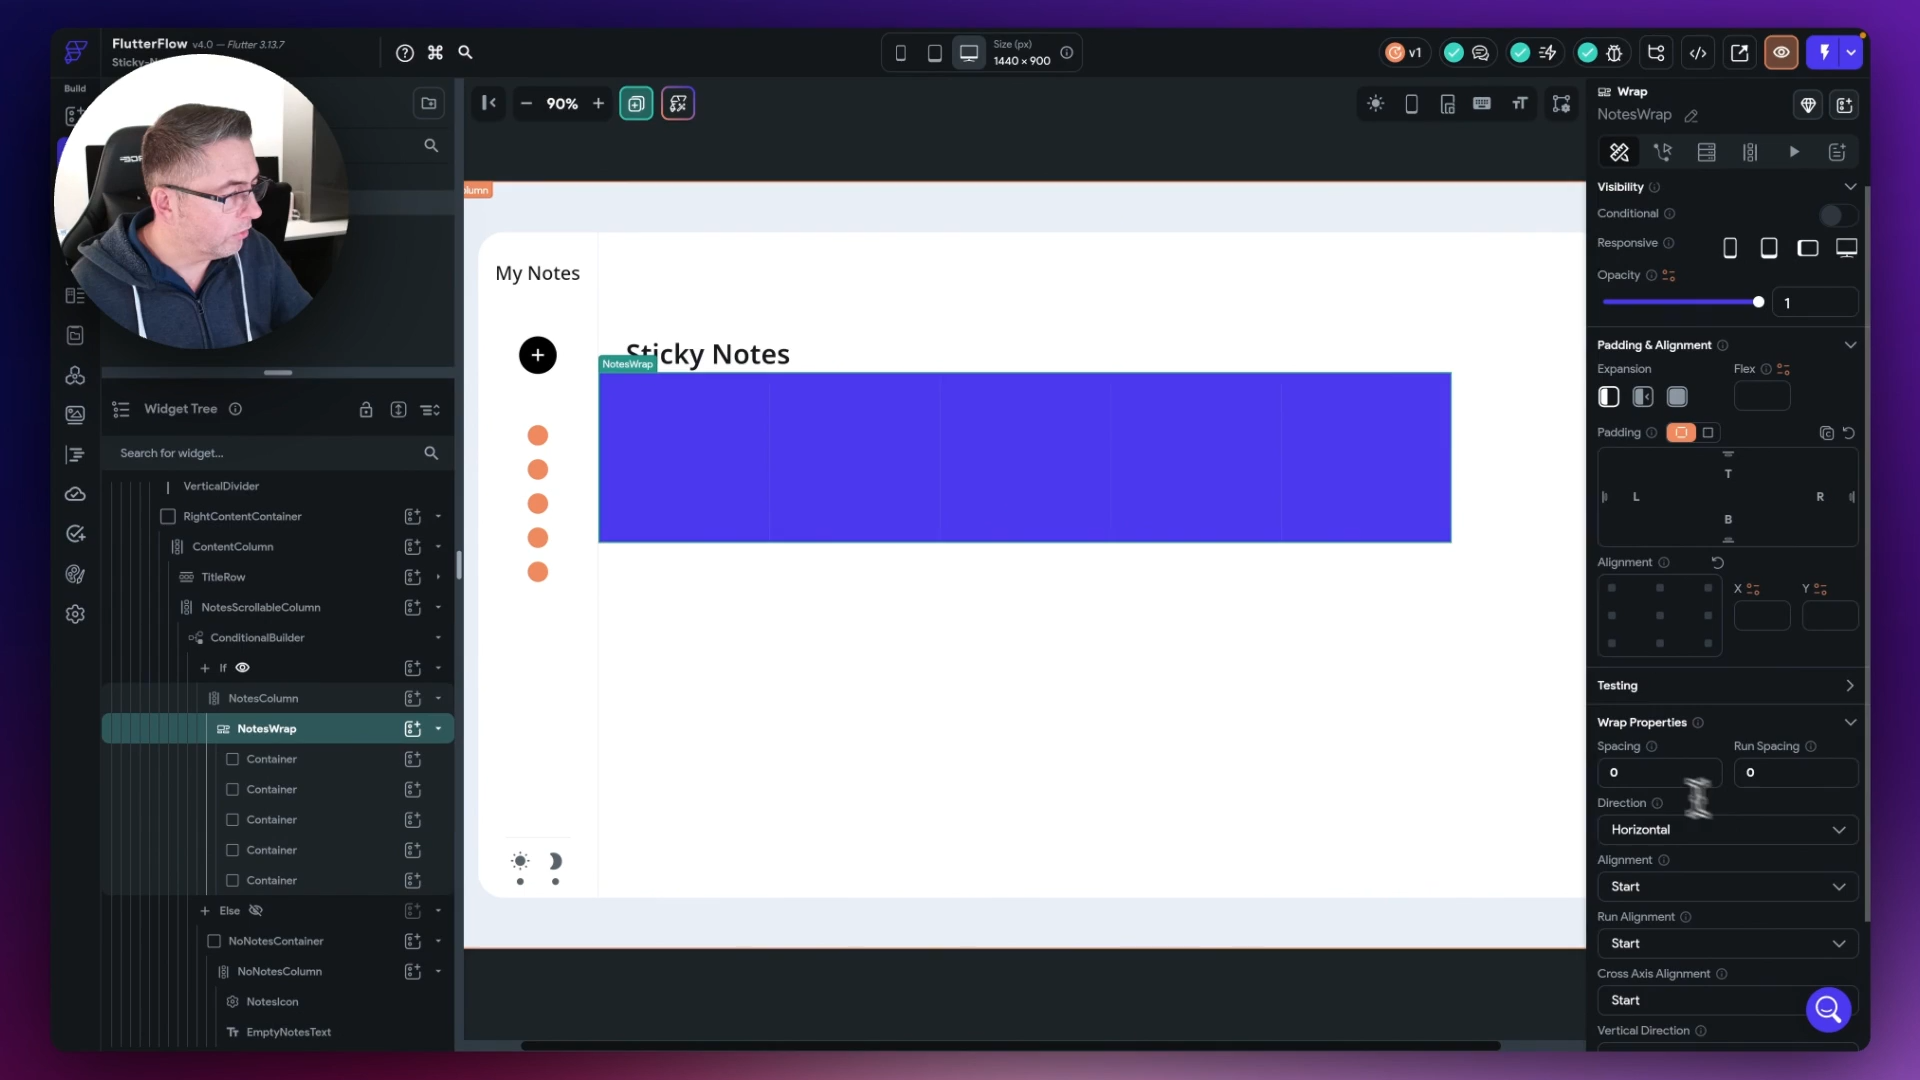 FlutterFlow v4.0 – Flutter 3.13.7
Sticky-N
Size (px)
1440 × 900
v1
Build
90%
Wrap
NotesWrap
Visibility
Conditional
Responsive
Opacity
1
Padding & Alignment
Expansion
Flex
Padding
T
L
R
B
Alignment
X
Y
Testing
Wrap Properties
Spacing
Run Spacing
0
0
Direction
Horizontal
Alignment
Start
Run Alignment
Start
Cross Axis Alignment
Start
Vertical Direction
olumn
My Notes
Sticky Notes
NotesWrap
Widget Tree
Search for widget...
VerticalDivider
RightContentContainer
ContentColumn
TitleRow
NotesScrollableColumn
ConditionalBuilder
If
NotesColumn
NotesWrap
Container
Container
Container
Container
Container
Else
NoNotesContainer
NoNotesColumn
NotesIcon
Tт EmptyNotesText